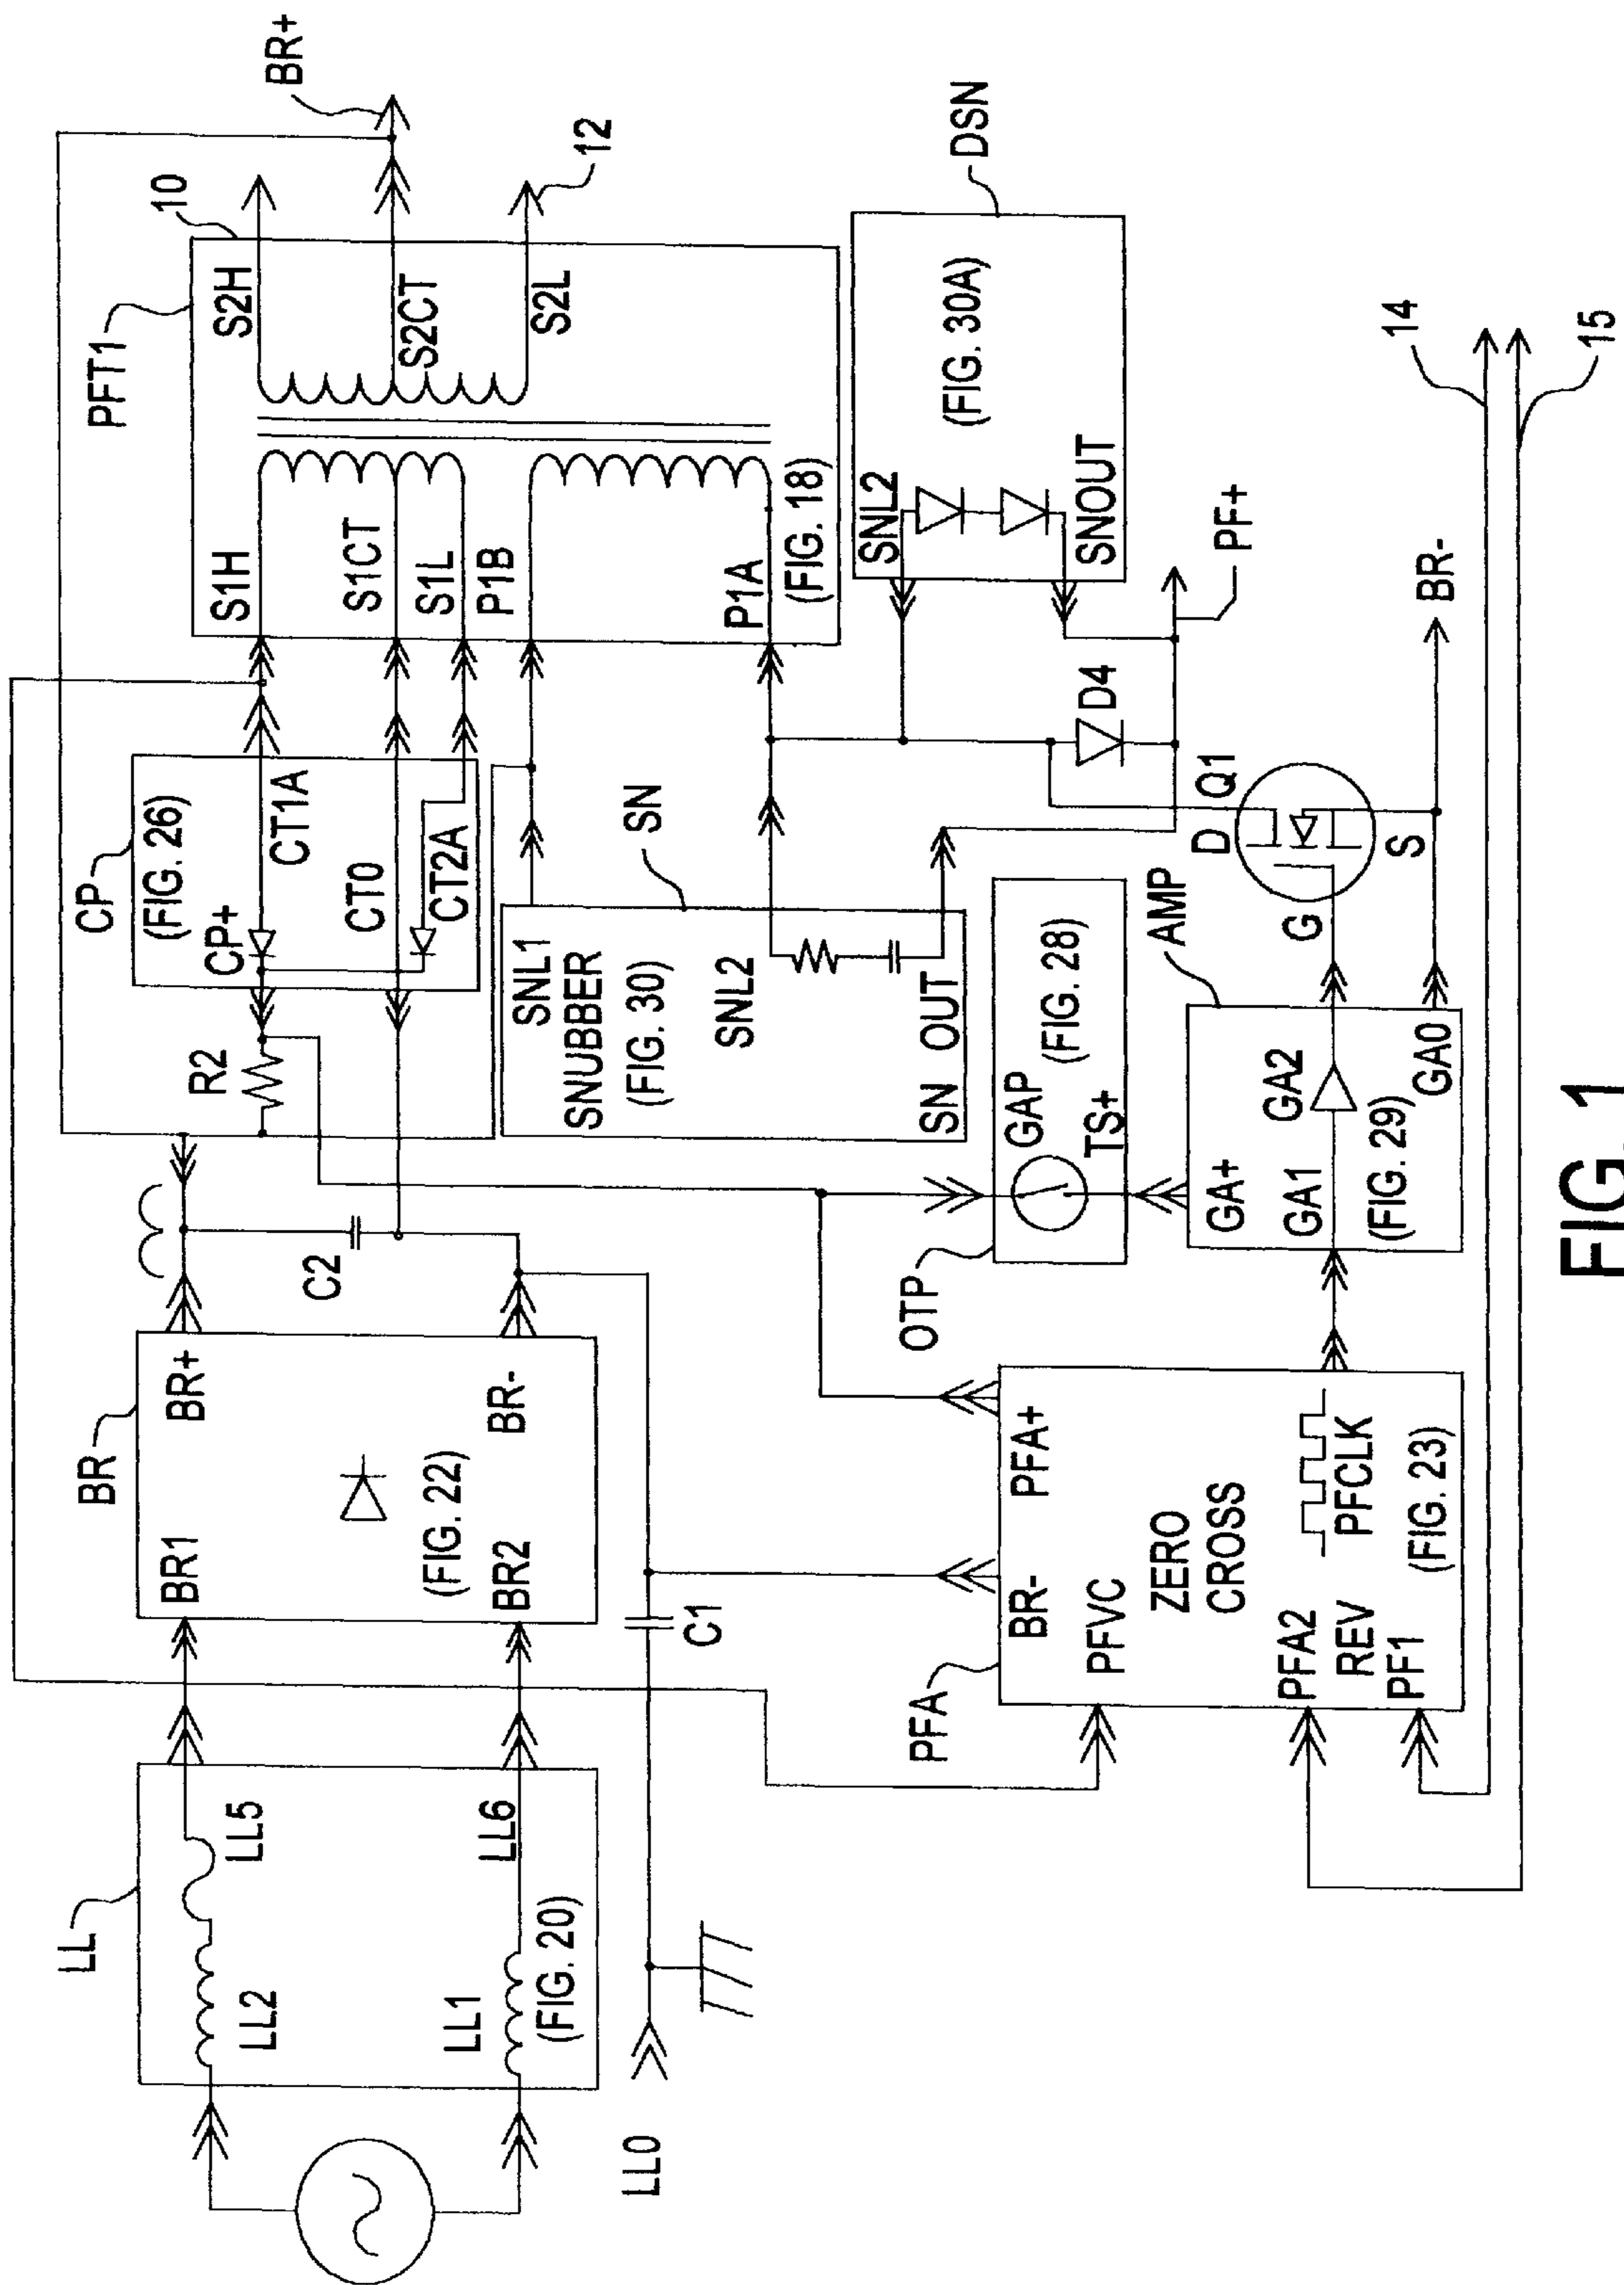 LL
LL2
LL5
LL1
LL6
(FIG. 20)
LL0
BR
BR1
BR+
(FIG. 22)
BR2
BR-
C2
C1
R2
CP
(FIG. 26)
CP+
CT1A
CT0
CT2A
PFT1
10
BR+
S1H
S2H
S1CT
S2CT
S1L
S2L
12
P1B
P1A
(FIG. 18)
SN
SNL1
SNUBBER
(FIG. 30)
SNL2
SN OUT
DSN
SNL2
(FIG. 30A)
SNOUT
PF+
D4
OTP
GAP
(FIG. 28)
TS+
D
Q1
G
S
BR-
AMP
GA+
GA1
GA2
(FIG. 29)
GA0
PFA
BR-
PFA+
PFVC
ZERO
CROSS
PFA2
REV
PFCLK
PF1
(FIG. 23)
14
15
FIG. 1